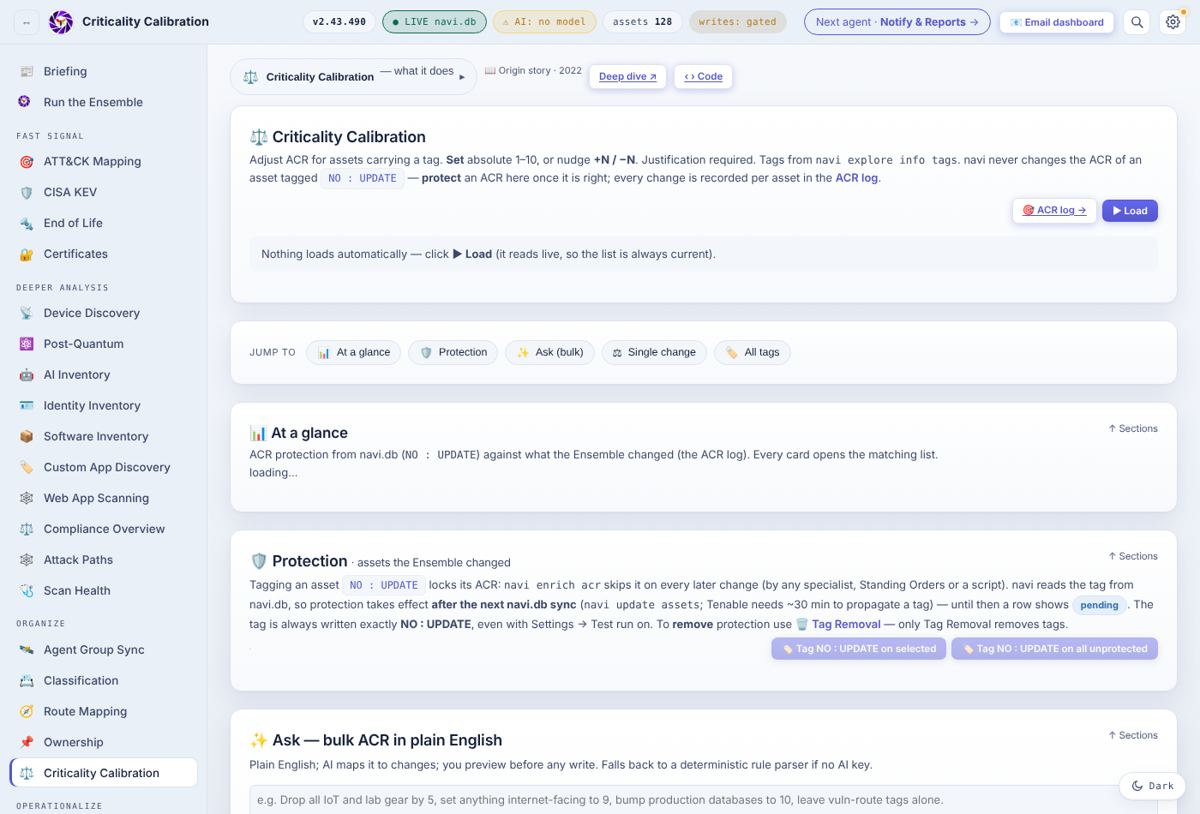 Criticality Calibration
v2.43.490
● LIVE navi.db
⚠ AI: no model
assets 128
writes: gated
Next agent · Notify & Reports →
📧 Email dashboard
📰 Briefing
Run the Ensemble
FAST SIGNAL
🎯 ATT&CK Mapping
🛡️ CISA KEV
🔩 End of Life
🔐 Certificates
DEEPER ANALYSIS
📡 Device Discovery
⚛️ Post-Quantum
🤖 AI Inventory
🪪 Identity Inventory
📦 Software Inventory
🏷️ Custom App Discovery
🕸️ Web App Scanning
⚖️ Compliance Overview
🕸️ Attack Paths
🩺 Scan Health
ORGANIZE
🛰️ Agent Group Sync
📇 Classification
🧭 Route Mapping
📌 Ownership
⚖️ Criticality Calibration
OPERATIONALIZE
⚖️ Criticality Calibration — what it does ▸
📖 Origin story · 2022
Deep dive ↗
‹ › Code
⚖️ Criticality Calibration
Adjust ACR for assets carrying a tag. Set absolute 1–10, or nudge +N / −N. Justification required. Tags from navi explore info tags. navi never changes the ACR of an
asset tagged NO : UPDATE — protect an ACR here once it is right; every change is recorded per asset in the ACR log.
🎯 ACR log →
▶ Load
Nothing loads automatically — click ▶ Load (it reads live, so the list is always current).
JUMP TO
📊 At a glance
🛡️ Protection
✨ Ask (bulk)
⚖ Single change
🏷️ All tags
📊 At a glance
↑ Sections
ACR protection from navi.db (NO : UPDATE) against what the Ensemble changed (the ACR log). Every card opens the matching list.
loading…
🛡️ Protection · assets the Ensemble changed
↑ Sections
Tagging an asset NO : UPDATE locks its ACR: navi enrich acr skips it on every later change (by any specialist, Standing Orders or a script). navi reads the tag from
navi.db, so protection takes effect after the next navi.db sync (navi update assets; Tenable needs ~30 min to propagate a tag) — until then a row shows pending. The
tag is always written exactly NO : UPDATE, even with Settings → Test run on. To remove protection use 🗑️ Tag Removal — only Tag Removal removes tags.
🏷️ Tag NO : UPDATE on selected
🏷️ Tag NO : UPDATE on all unprotected
✨ Ask — bulk ACR in plain English
↑ Sections
Plain English; AI maps it to changes; you preview before any write. Falls back to a deterministic rule parser if no AI key.
e.g. Drop all IoT and lab gear by 5, set anything internet-facing to 9, bump production databases to 10, leave vuln-route tags alone.
Dark